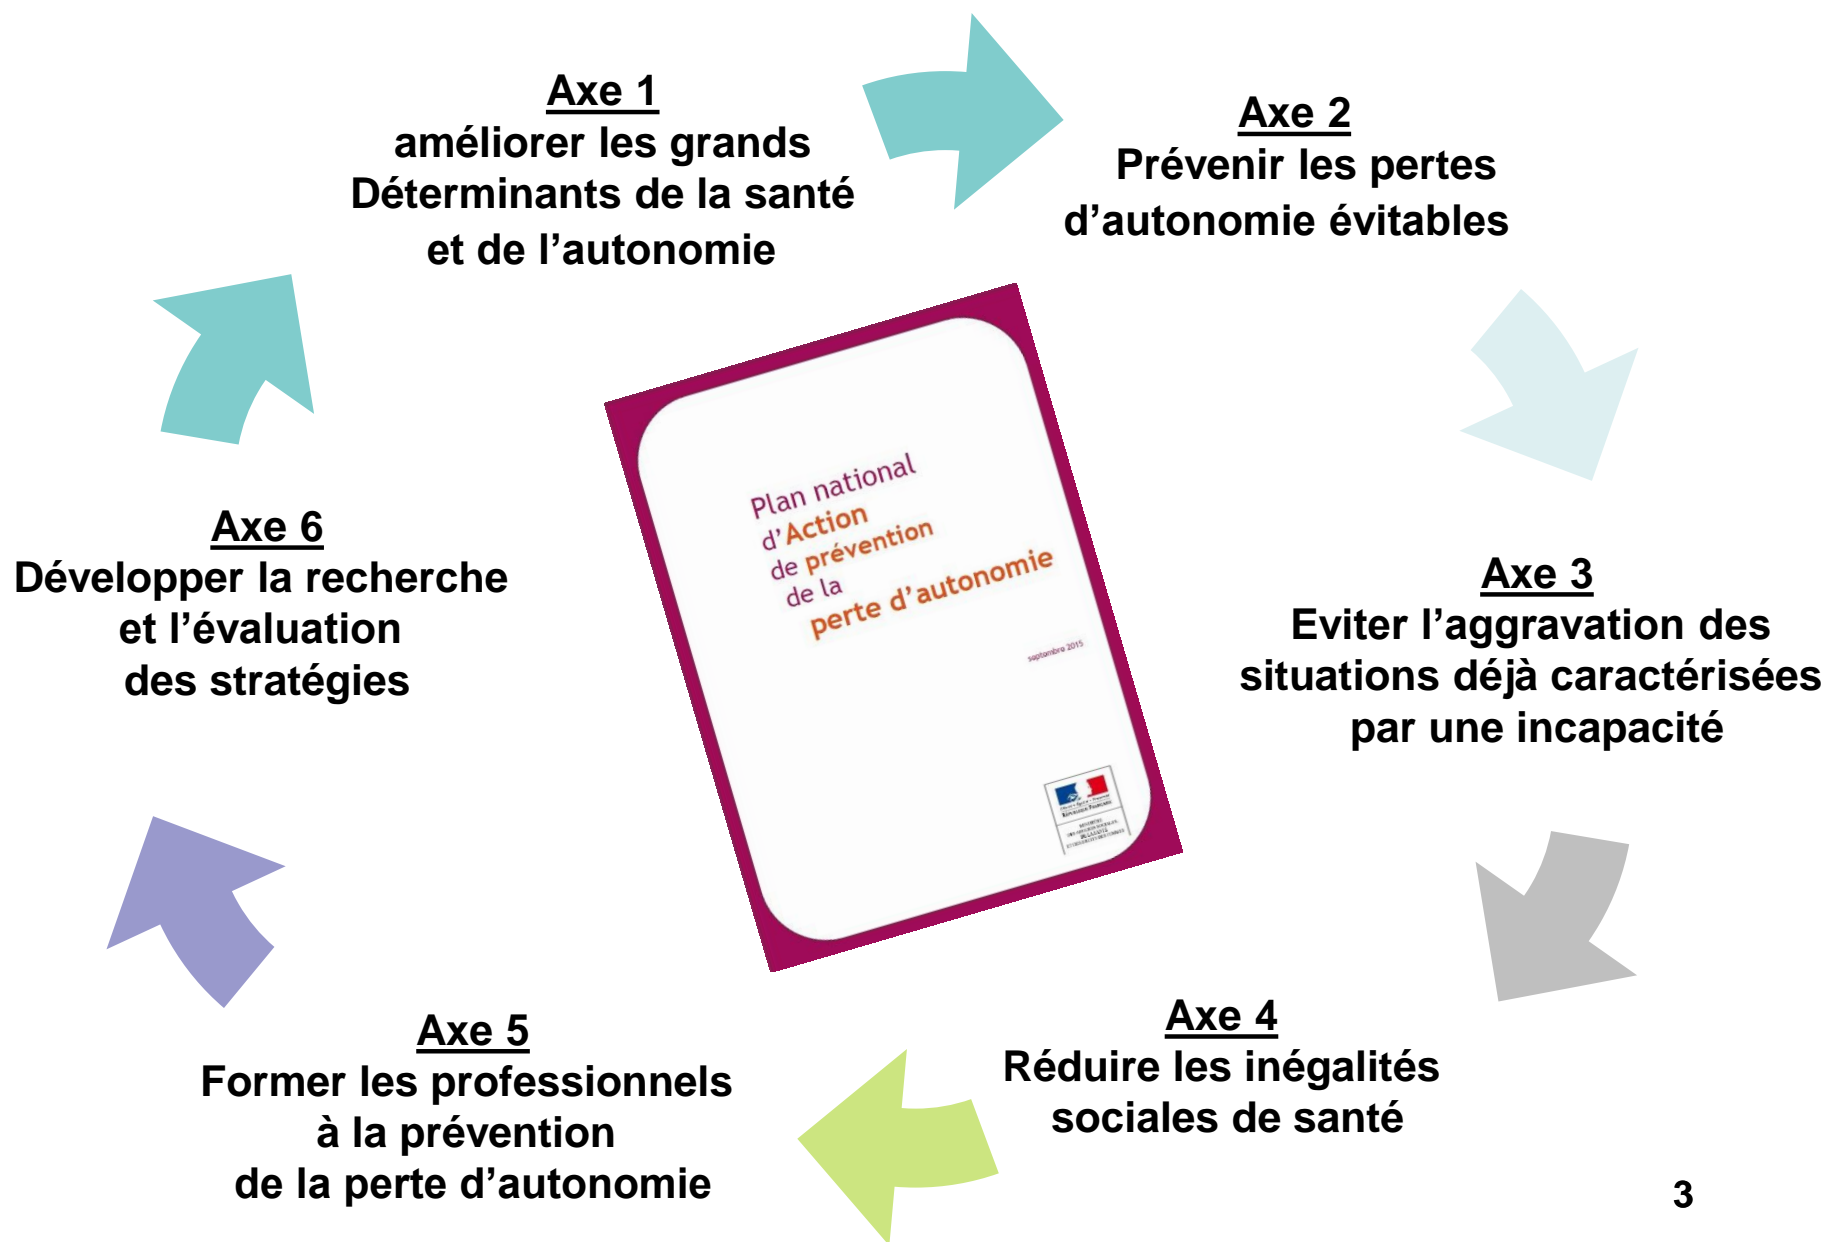 Axe 1
améliorer les grands
Déterminants de la santé
et de l’autonomie
Axe 2
Prévenir les pertes
d’autonomie évitables
Axe 3
Eviter l’aggravation des
situations déjà caractérisées
par une incapacité
Axe 4
Réduire les inégalités
sociales de santé
Axe 5
Former les professionnels
à la prévention
de la perte d’autonomie
Axe 6
Développer la recherche
et l’évaluation
des stratégies
Plan national
d’Action
de prévention
de la
perte d’autonomie
septembre 2015
RÉPUBLIQUE FRANÇAISE
3